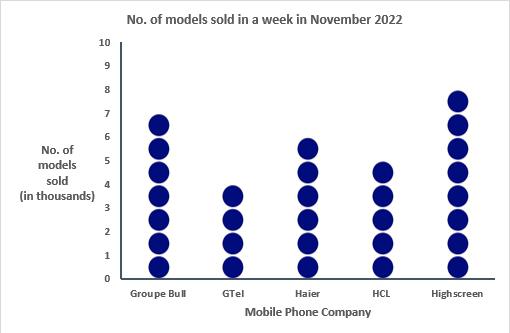 No. of models sold in a week in November 2022
10
9
8
7
6
5
4
3
2
1
0
No. of
models
sold
(in thousands)
Groupe Bull GTel Haier HCL Highscreen
Mobile Phone Company